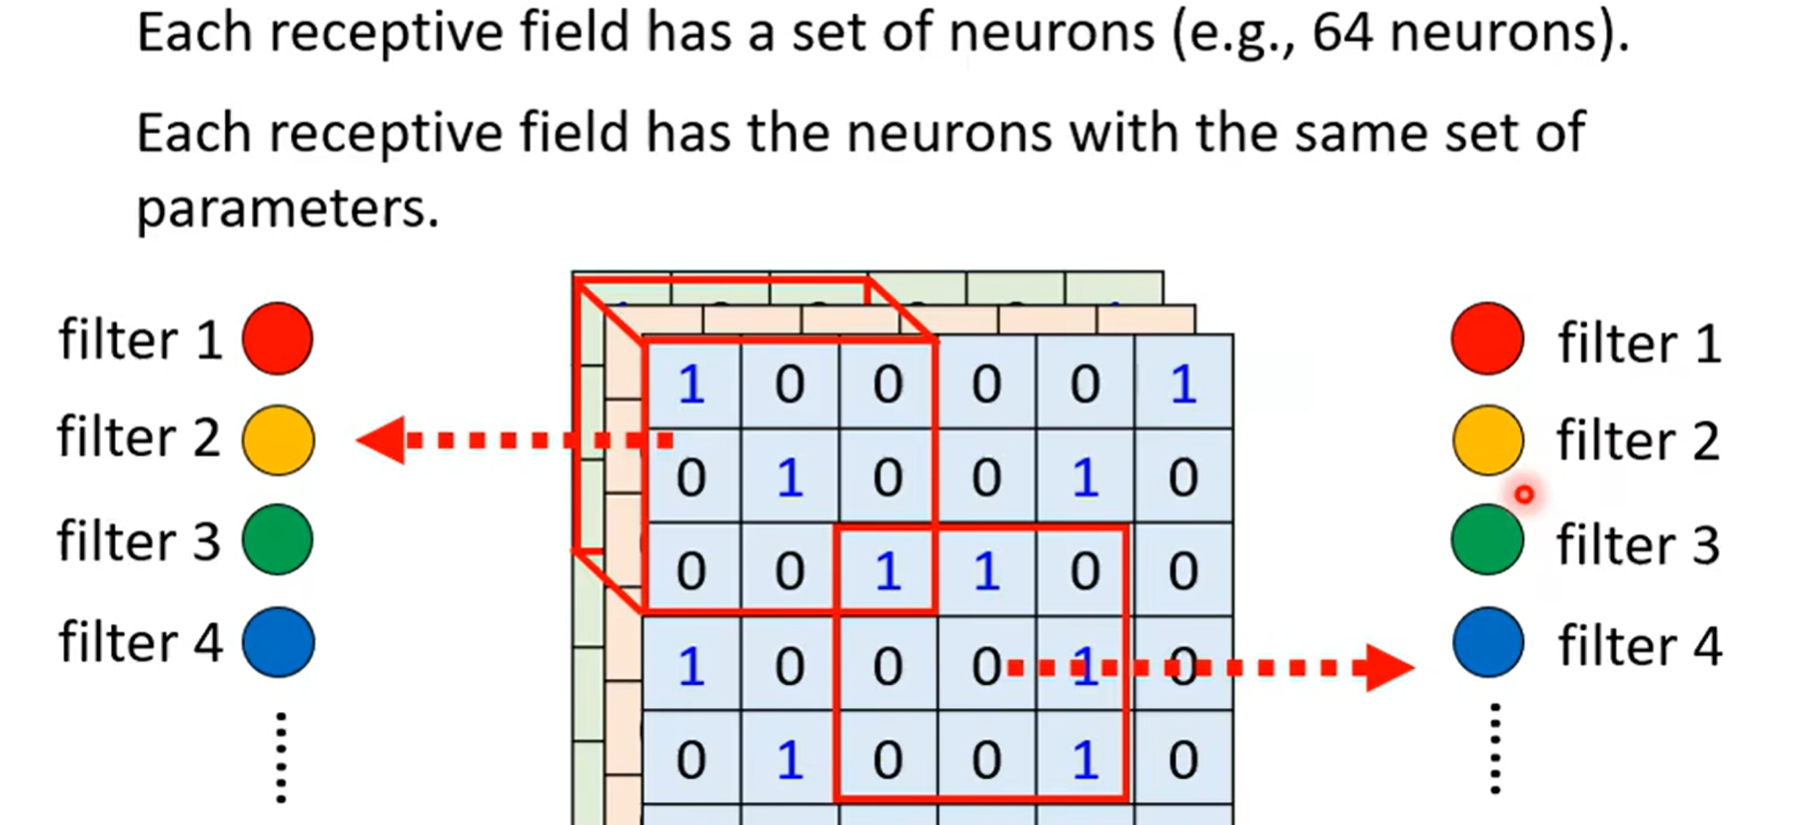 Each receptive field has a set of neurons (e.g., 64 neurons).
Each receptive field has the neurons with the same set of
parameters.
filter 1
filter 2
filter 3
filter 4
1 0 0 0 0 1
0 1 0 0 1 0
0 0 1 1 0 0
1 0 0 0 1 0
0 1 0 0 1 0
filter 1
filter 2
filter 3
filter 4